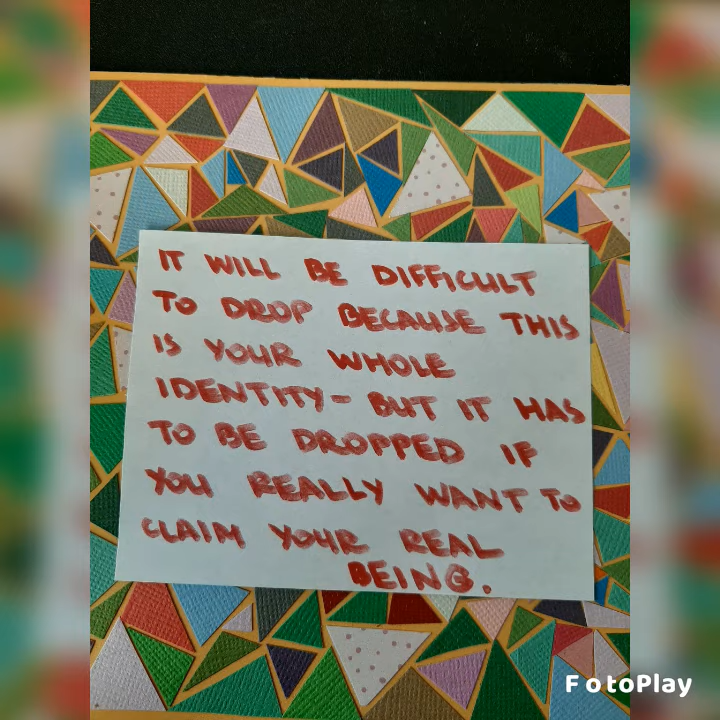 IT WILL BE DIFFICULT
TO DROP BECAUSE THIS
IS YOUR WHOLE
IDENTITY- BUT IT HAS
TO BE DROPPED IF
YOU REALLY WANT TO
CLAIM YOUR REAL
BEING.
FotoPlay